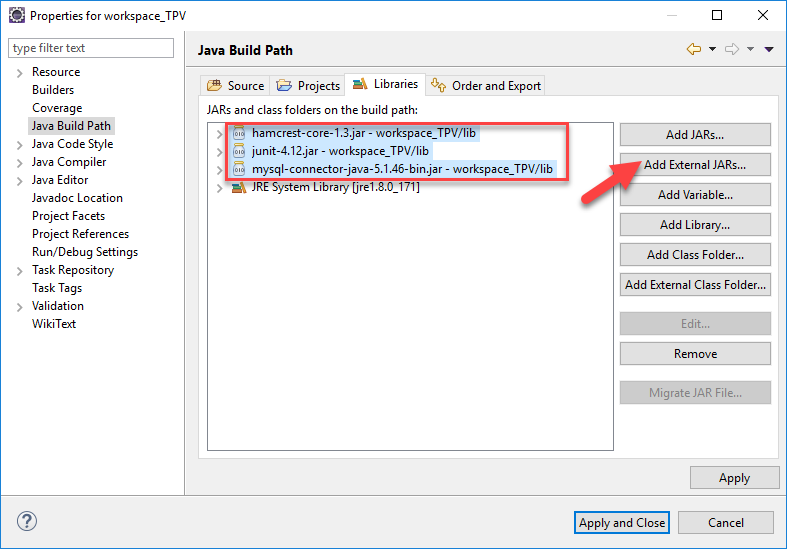 Properties for workspace_TPV
type filter text
Resource
Builders
Coverage
Java Build Path
Java Code Style
Java Compiler
Java Editor
Javadoc Location
Project Facets
Project References
Run/Debug Settings
Task Repository
Task Tags
Validation
WikiText
Java Build Path
Source Projects Libraries Order and Export
JARs and class folders on the build path:
hamcrest-core-1.3.jar - workspace_TPV/lib
junit-4.12.jar - workspace_TPV/lib
mysql-connector-java-5.1.46-bin.jar - workspace_TPV/lib
JRE System Library [jre1.8.0_171]
Add JARs...
Add External JARs...
Add Variable...
Add Library...
Add Class Folder...
Add External Class Folder...
Edit...
Remove
Migrate JAR File...
Apply
Apply and Close Cancel